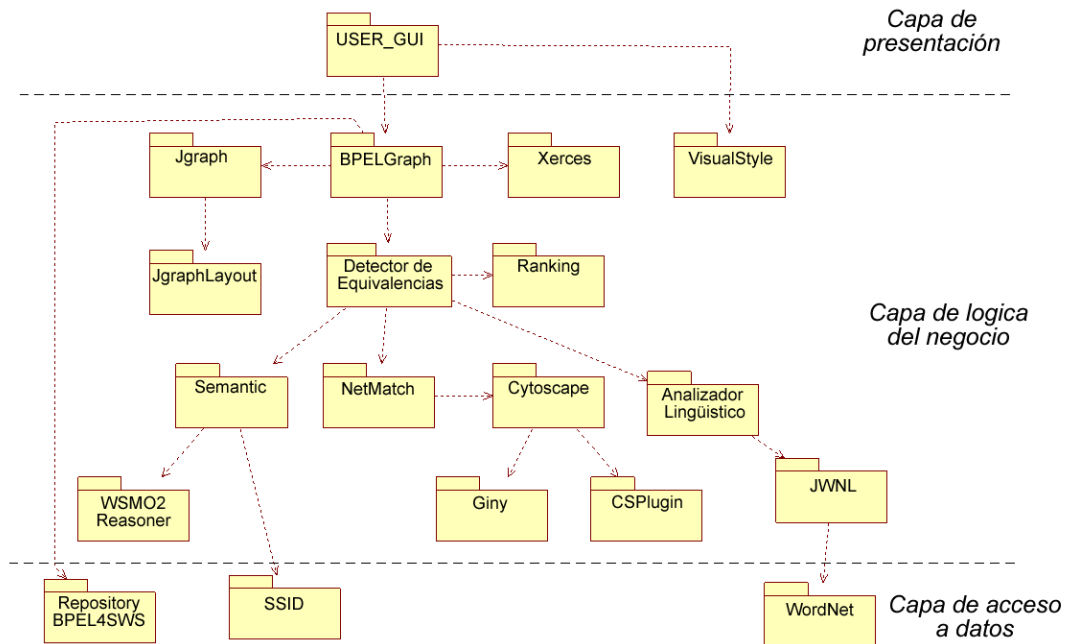 Capa de
presentación
USER_GUI
Jgraph
BPELGraph
Xerces
VisualStyle
JgraphLayout
Detector de
Equivalencias
Ranking
Capa de logica
del negocio
Semantic
NetMatch
Cytoscape
Analizador
Lingüistico
WSMO2
Reasoner
Giny
CSPlugin
JWNL
Repository
BPEL4SWS
SSID
WordNet
Capa de acceso
a datos